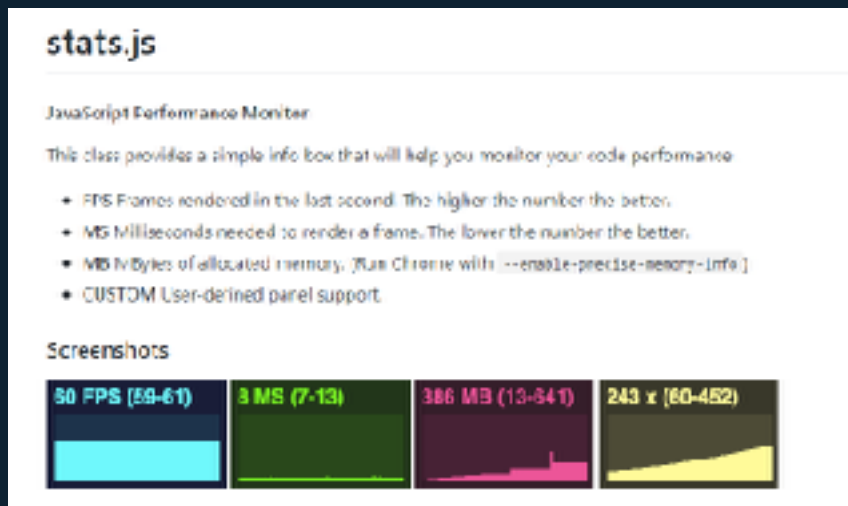 stats.js
JavaScript Performance Monitor
This class provides a simple info box that will help you monitor your code performance
FPS Frames rendered in the last second. The higher the number the better.
MS Milliseconds needed to render a frame. The lower the number the better.
MB MBytes of allocated memory. (Run Chrome with --enable-precise-memory-info)
CUSTOM User-defined panel support.
Screenshots
60 FPS (59-61) 8 MS (7-13) 386 MB (13-641) 243 x (60-452)